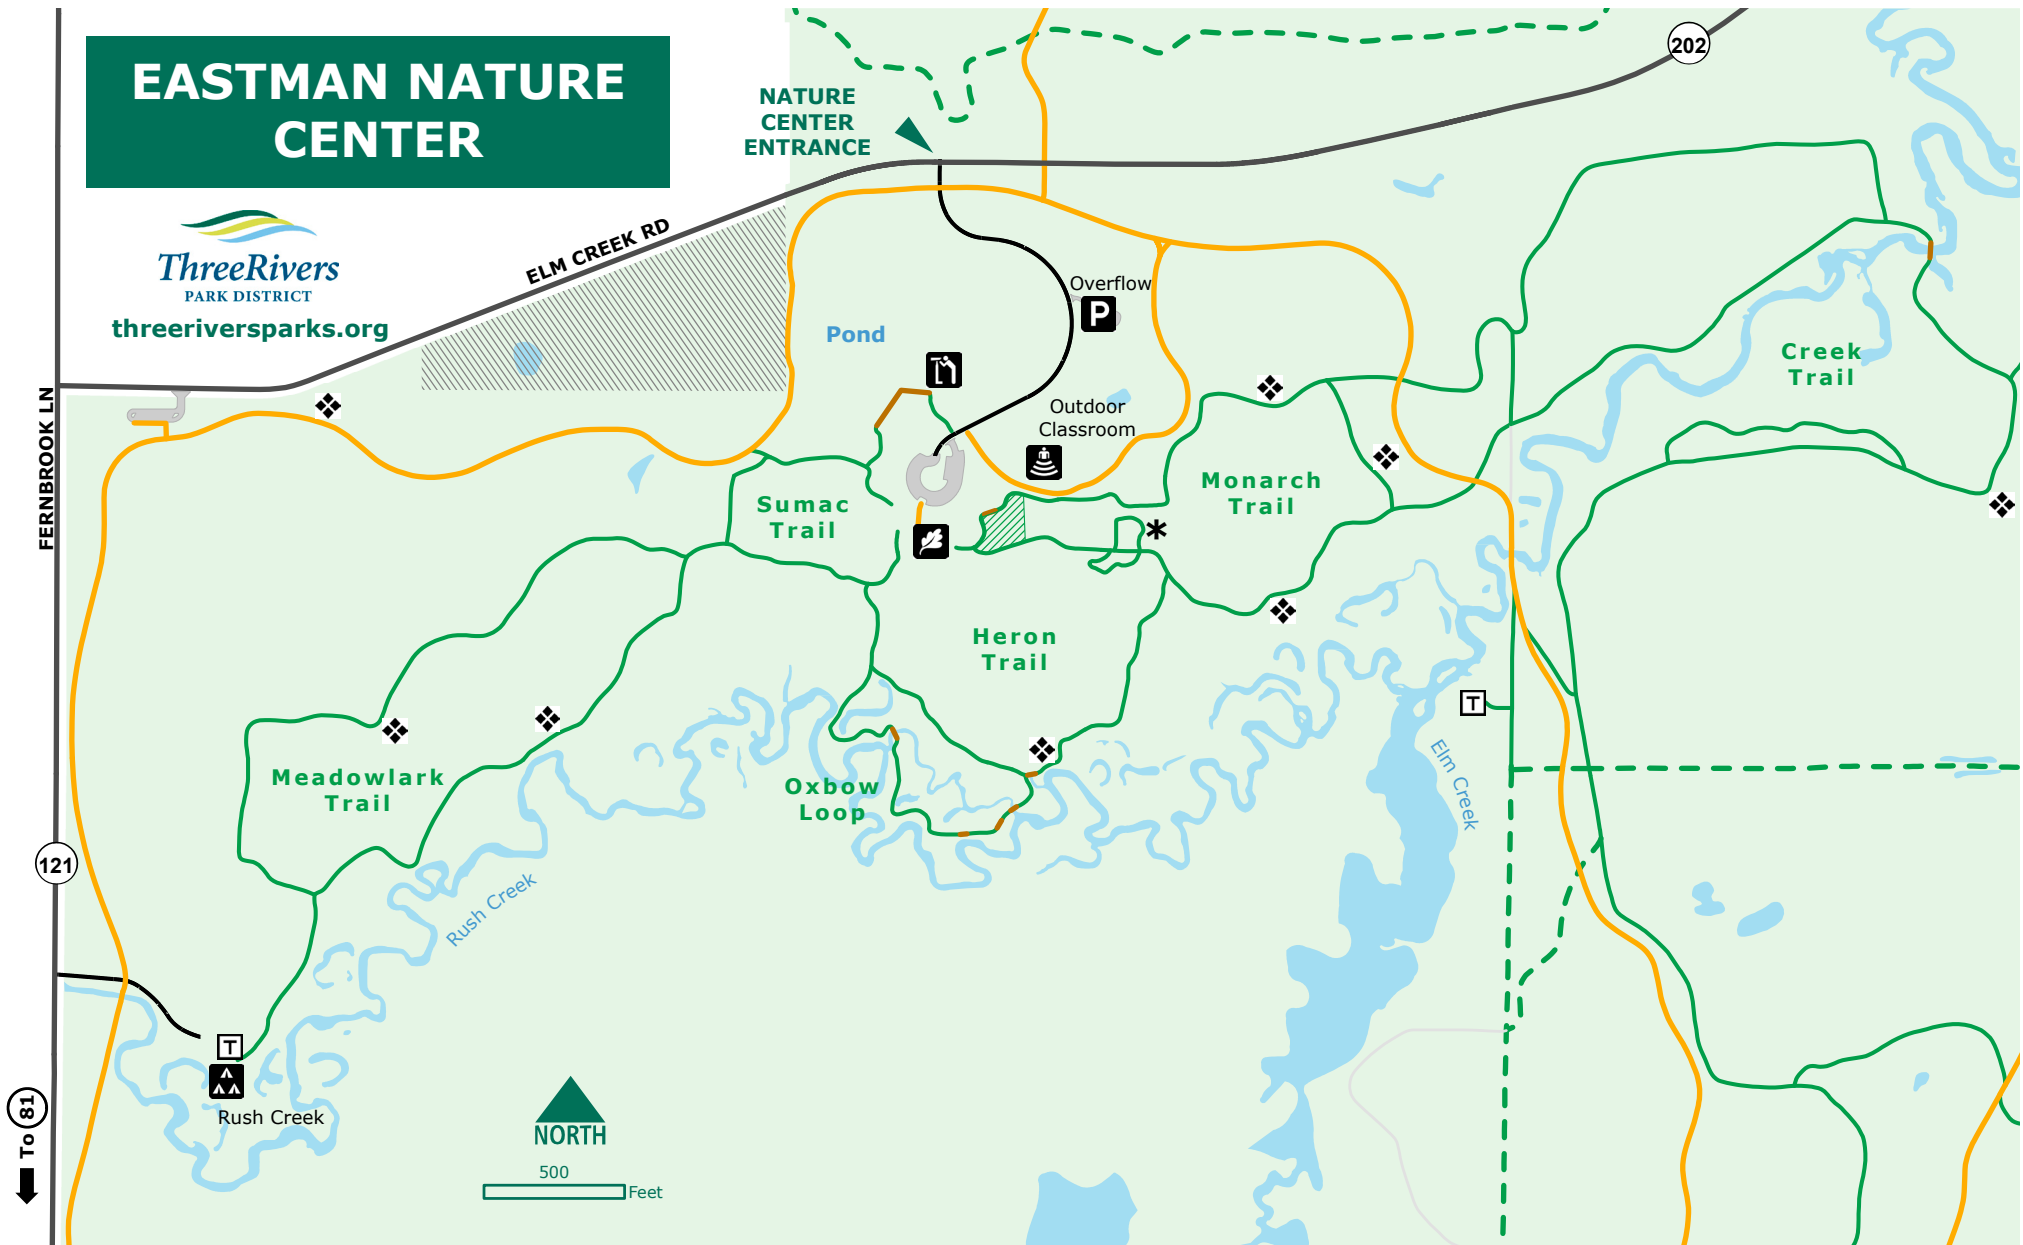 EASTMAN NATURE
CENTER
ThreeRivers
PARK DISTRICT
threeriversparks.org
NATURE
CENTER
ENTRANCE
202
ELM CREEK RD
Overflow
P
Pond
Outdoor
Classroom
Creek
Trail
FERNBROOK LN
Sumac
Trail
Monarch
Trail
*
Heron
Trail
T
Elm Creek
Meadowlark
Trail
Oxbow
Loop
121
Rush Creek
T
Rush Creek
To 81
NORTH
500
Feet